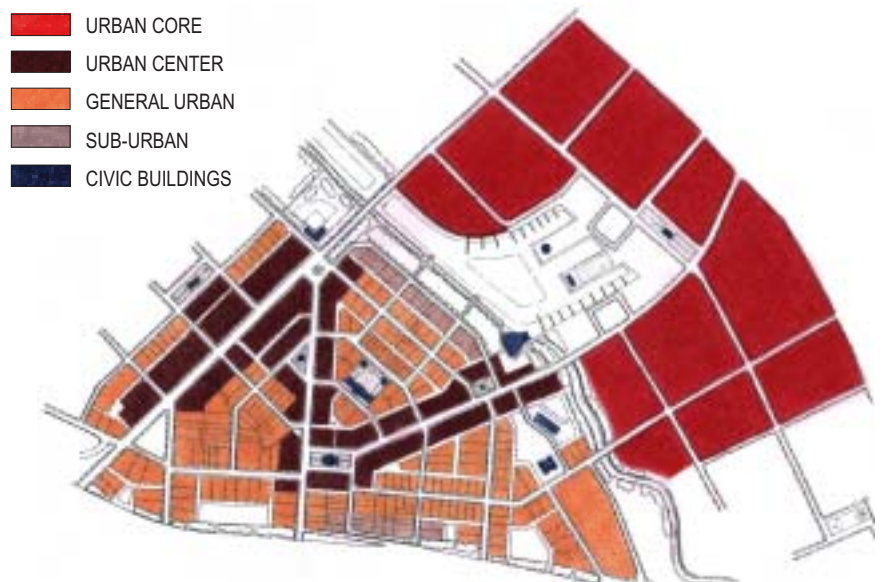 URBAN CORE
URBAN CENTER
GENERAL URBAN
SUB-URBAN
CIVIC BUILDINGS